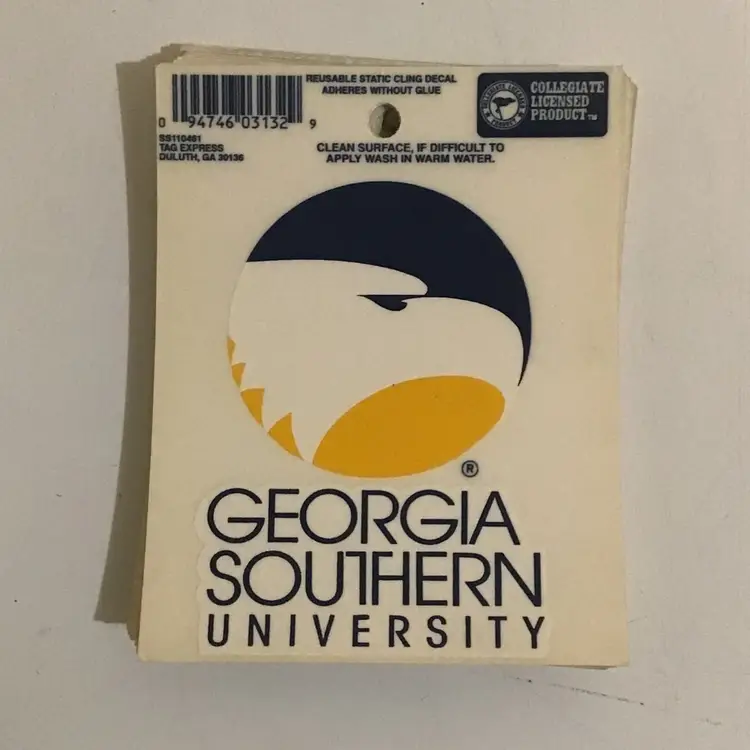 REUSABLE STATIC CLING DECAL
ADHERES WITHOUT GLUE
0 94746 03132 9
SS110461
TAG EXPRESS
DULUTH, GA 30136
CLEAN SURFACE, IF DIFFICULT TO
APPLY WASH IN WARM WATER.
COLLEGIATE
LICENSED
PRODUCT™
®
GEORGIA
SOUTHERN
UNIVERSITY